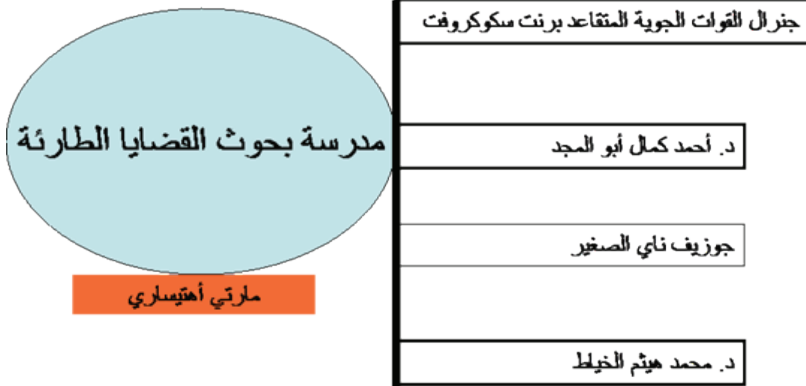 جنرال القوات الجوية المتقاعد برنت سكوكروفت
د. أحمد كمال أبو المجد
مدرسة بحوث القضايا الطارئة
جوزيف ناي الصغير
مارتي أهتيساري
د. محمد هيثم الخياط